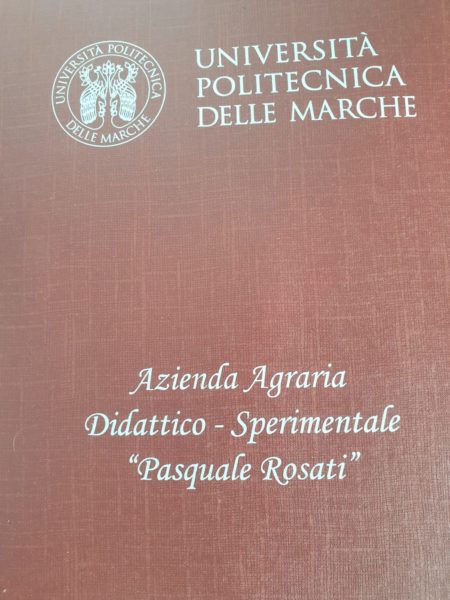 UNIVERSITÀ POLITECNICA
DELLE MARCHE
UNIVERSITÀ
POLITECNICA
DELLE MARCHE
Azienda Agraria
Didattico - Sperimentale
“Pasquale Rosati”